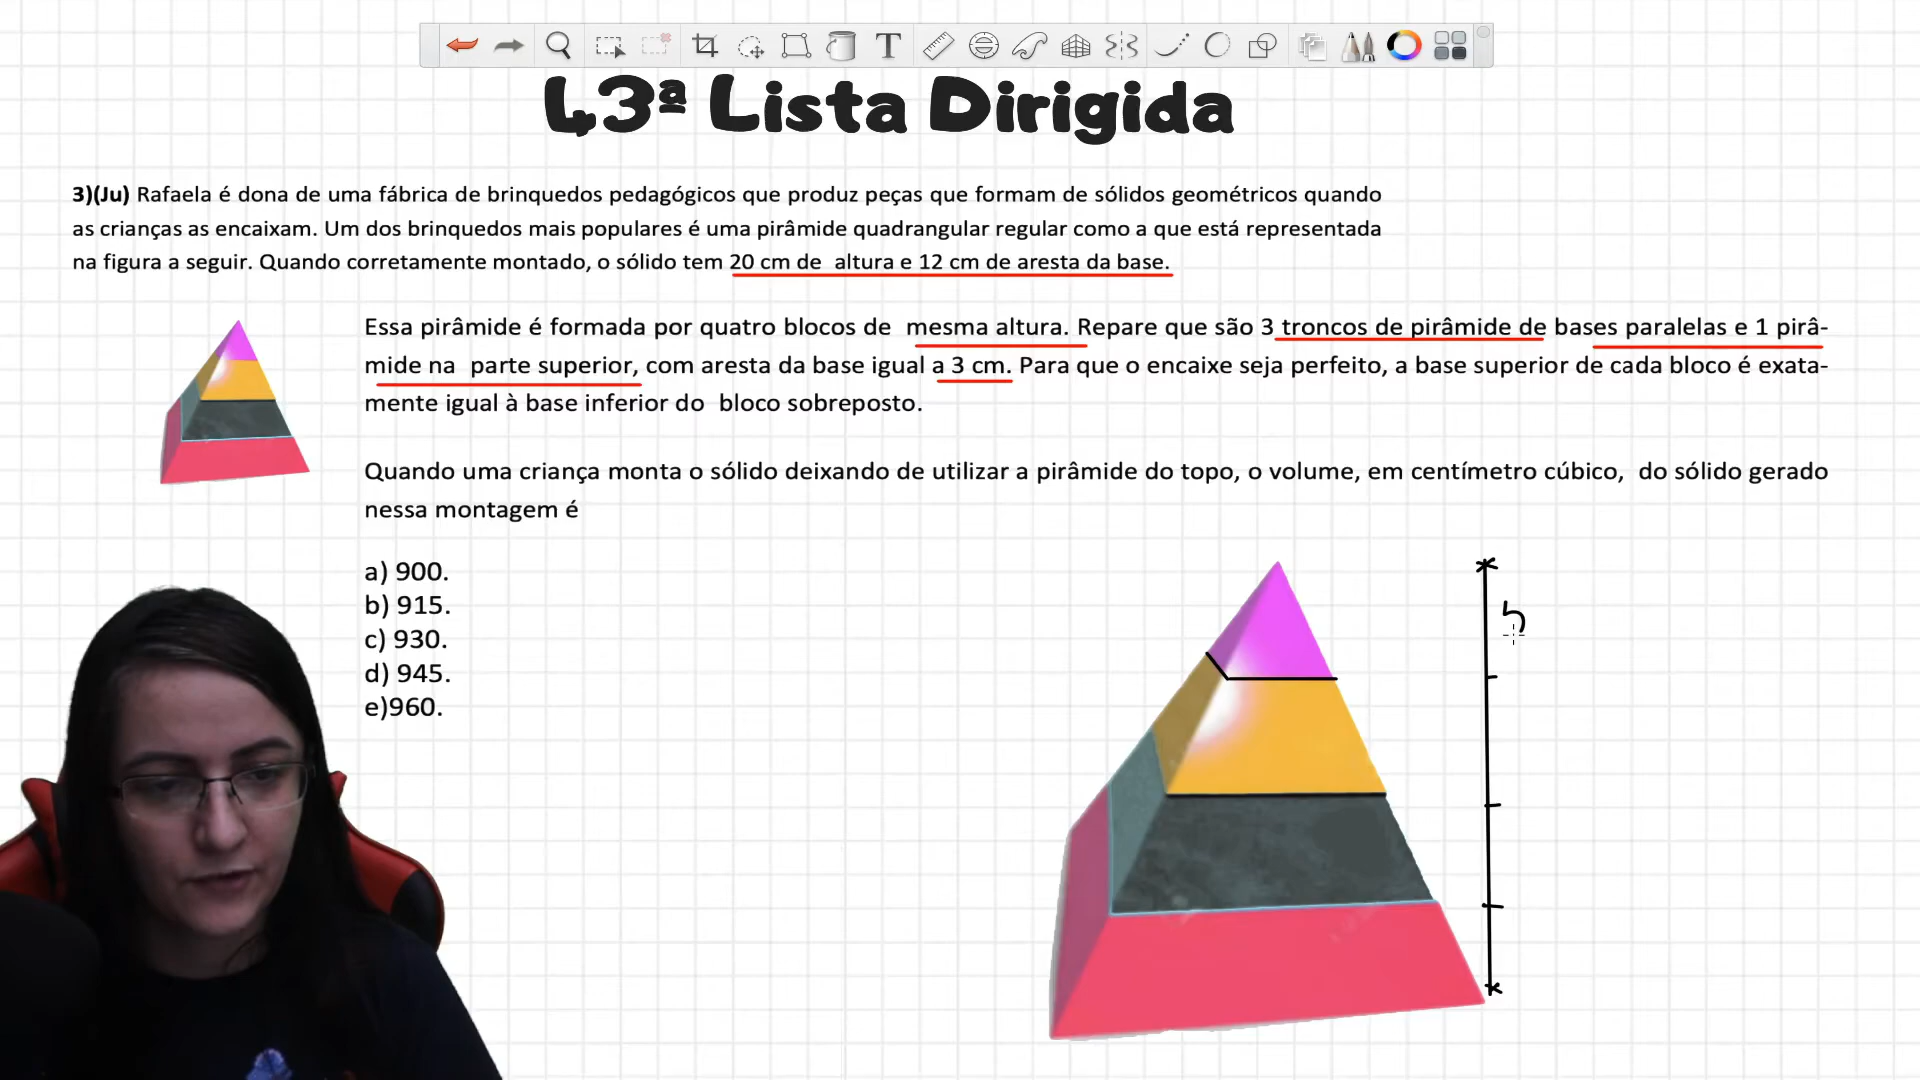 T
43ª Lista Dirigida
3)(Ju) Rafaela é dona de uma fábrica de brinquedos pedagógicos que produz peças que formam de sólidos geométricos quando
as crianças as encaixam. Um dos brinquedos mais populares é uma pirâmide quadrangular regular como a que está representada
na figura a seguir. Quando corretamente montado, o sólido tem 20 cm de altura e 12 cm de aresta da base.
Essa pirâmide é formada por quatro blocos de mesma altura. Repare que são 3 troncos de pirâmide de bases paralelas e 1 pirâ-
mide na parte superior, com aresta da base igual a 3 cm. Para que o encaixe seja perfeito, a base superior de cada bloco é exata-
mente igual à base inferior do bloco sobreposto.
Quando uma criança monta o sólido deixando de utilizar a pirâmide do topo, o volume, em centímetro cúbico, do sólido gerado
nessa montagem é
a) 900.
b) 915.
c) 930.
d) 945.
e)960.
5